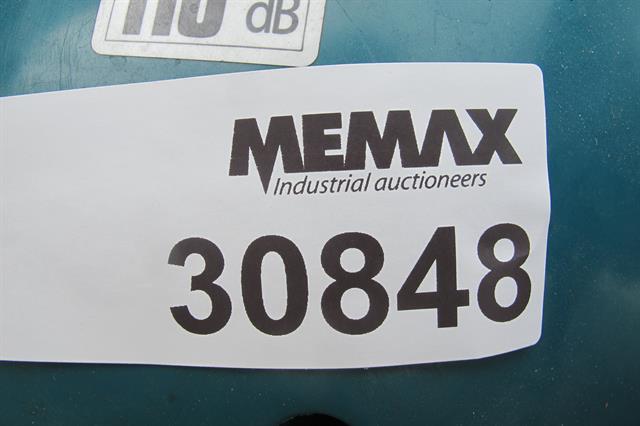 dB
MEMAX
Industrial auctioneers
30848